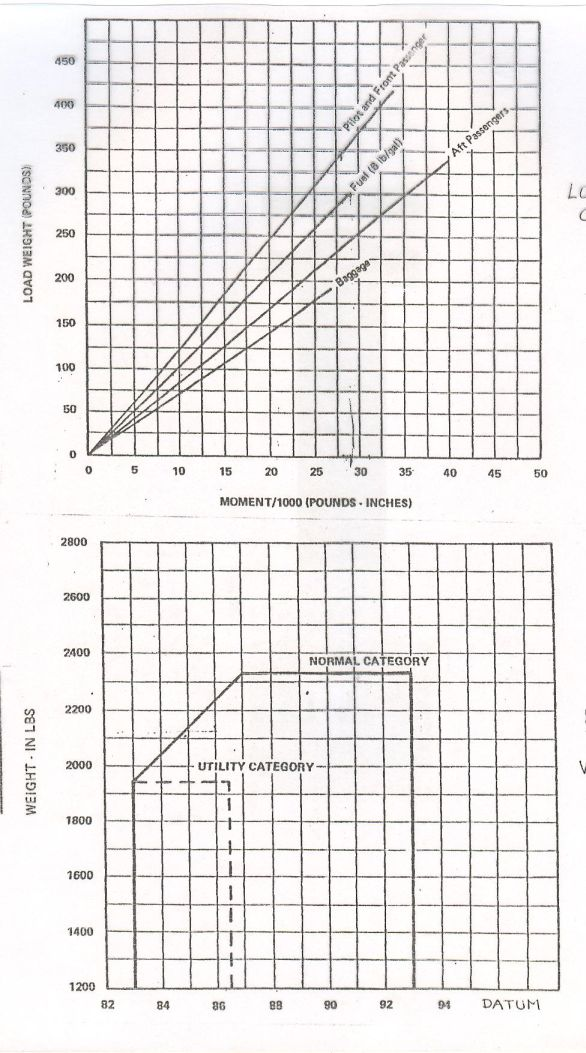 450
400
350
300
250
200
150
100
50
0
LOAD WEIGHT (POUNDS)
Pilot and Front Passenger
Fuel (6 lb/gal)
Aft Passengers
Baggage
0 5 10 15 20 25 30 35 40 45 50
MOMENT/1000 (POUNDS - INCHES)
2800
2600
2400
2200
2000
1800
1600
1400
1200
WEIGHT - IN LBS
NORMAL CATEGORY
UTILITY CATEGORY
82 84 86 88 90 92 94 DATUM